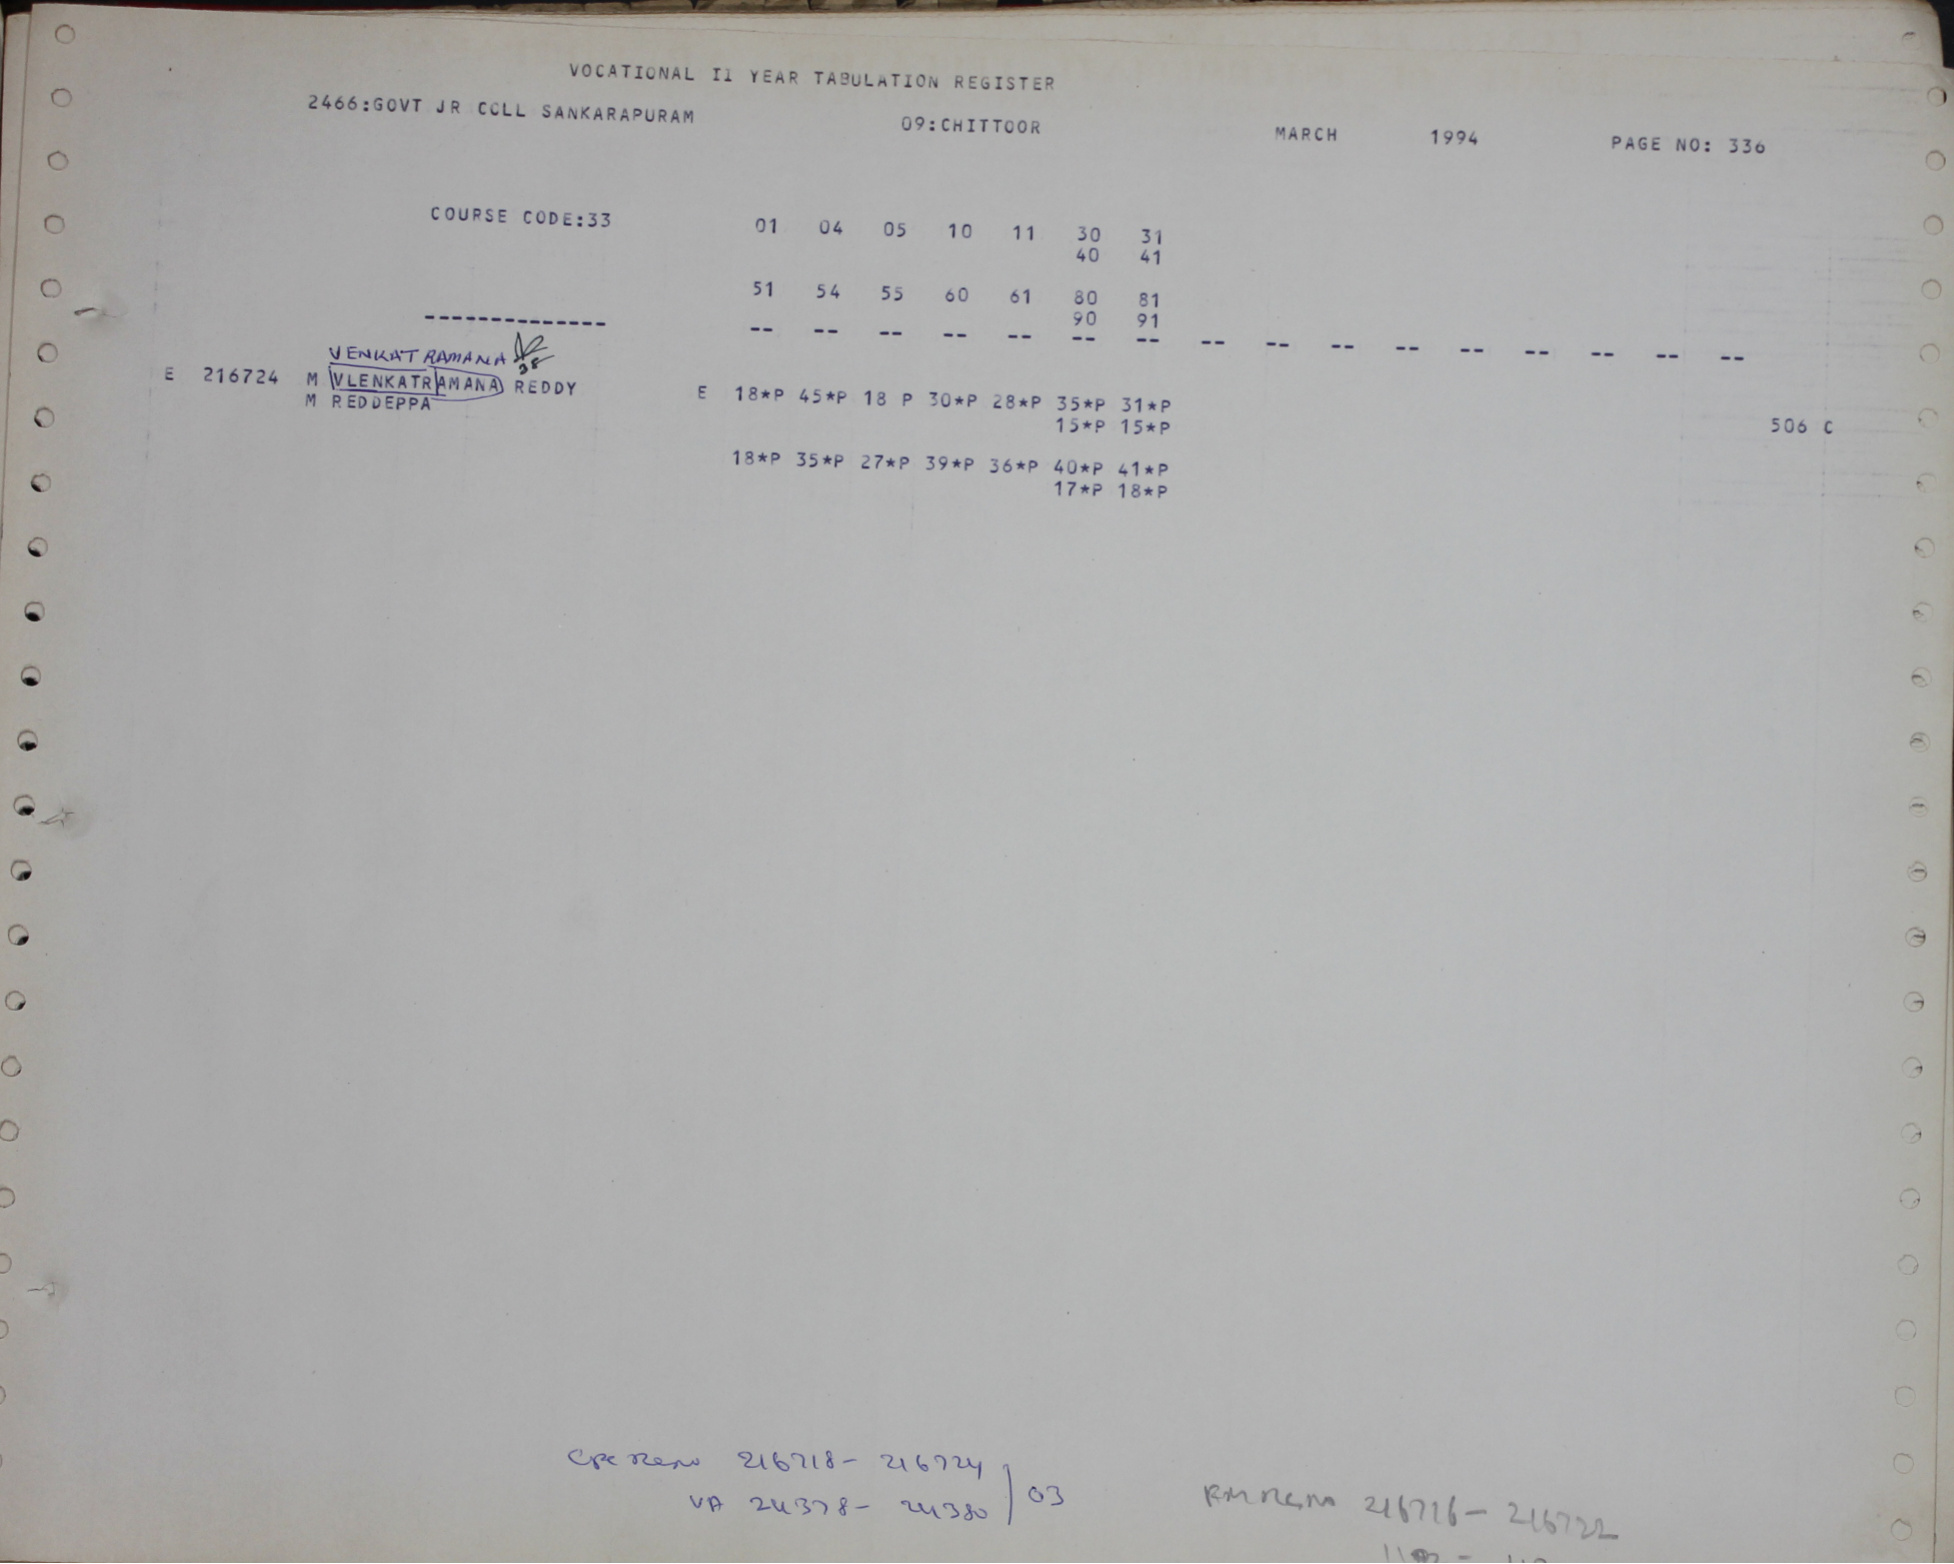 VOCATIONAL II YEAR TABULATION REGISTER
2466:GOVT JR COLL SANKARAPURAM 09:CHITTOOR MARCH 1994 PAGE NO: 336
COURSE CODE:33 01 04 05 10 11 30 31
40 41
51 54 55 60 61 80 81
90 91
-------------- -- -- -- -- -- -- -- -- -- -- -- -- -- -- -- --
VENKAT RAMANA
E 216724 M VLENKATRAMANA REDDY E 18*P 45*P 18 P 30*P 28*P 35*P 31*P
M REDDEPPA 15*P 15*P 506 C
18*P 35*P 27*P 39*P 36*P 40*P 41*P
17*P 18*P
216718- 216724
VA 24378- 24380 03
216716- 216722